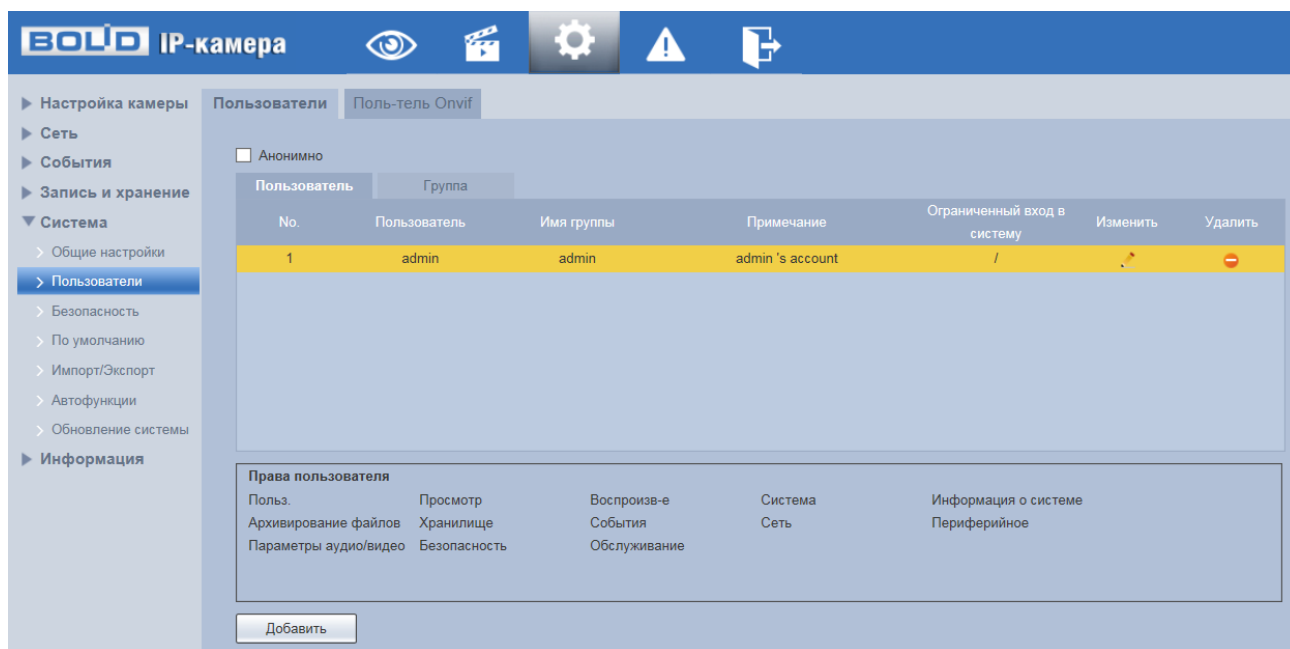 BOLID IP-камера
Настройка камеры
Сеть
События
Запись и хранение
Система
Общие настройки
Пользователи
Безопасность
По умолчанию
Импорт/Экспорт
Автофункции
Обновление системы
Информация
Пользователи Поль-тель Onvif
Анонимно
Пользователь Группа
No. Пользователь Имя группы Примечание Ограниченный вход в систему Изменить Удалить
1 admin admin admin 's account /
Права пользователя
Польз. Просмотр Воспроизв-е Система Информация о системе
Архивирование файлов Хранилище События Сеть Периферийное
Параметры аудио/видео Безопасность Обслуживание
Добавить